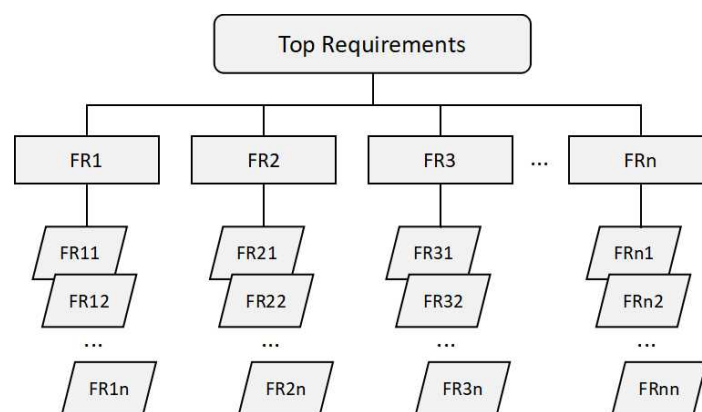 Top Requirements
FR1 FR2 FR3 ... FRn
FR11 FR21 FR31 FRn1
FR12 FR22 FR32 FRn2
... ... ... ...
FR1n FR2n FR3n FRnn